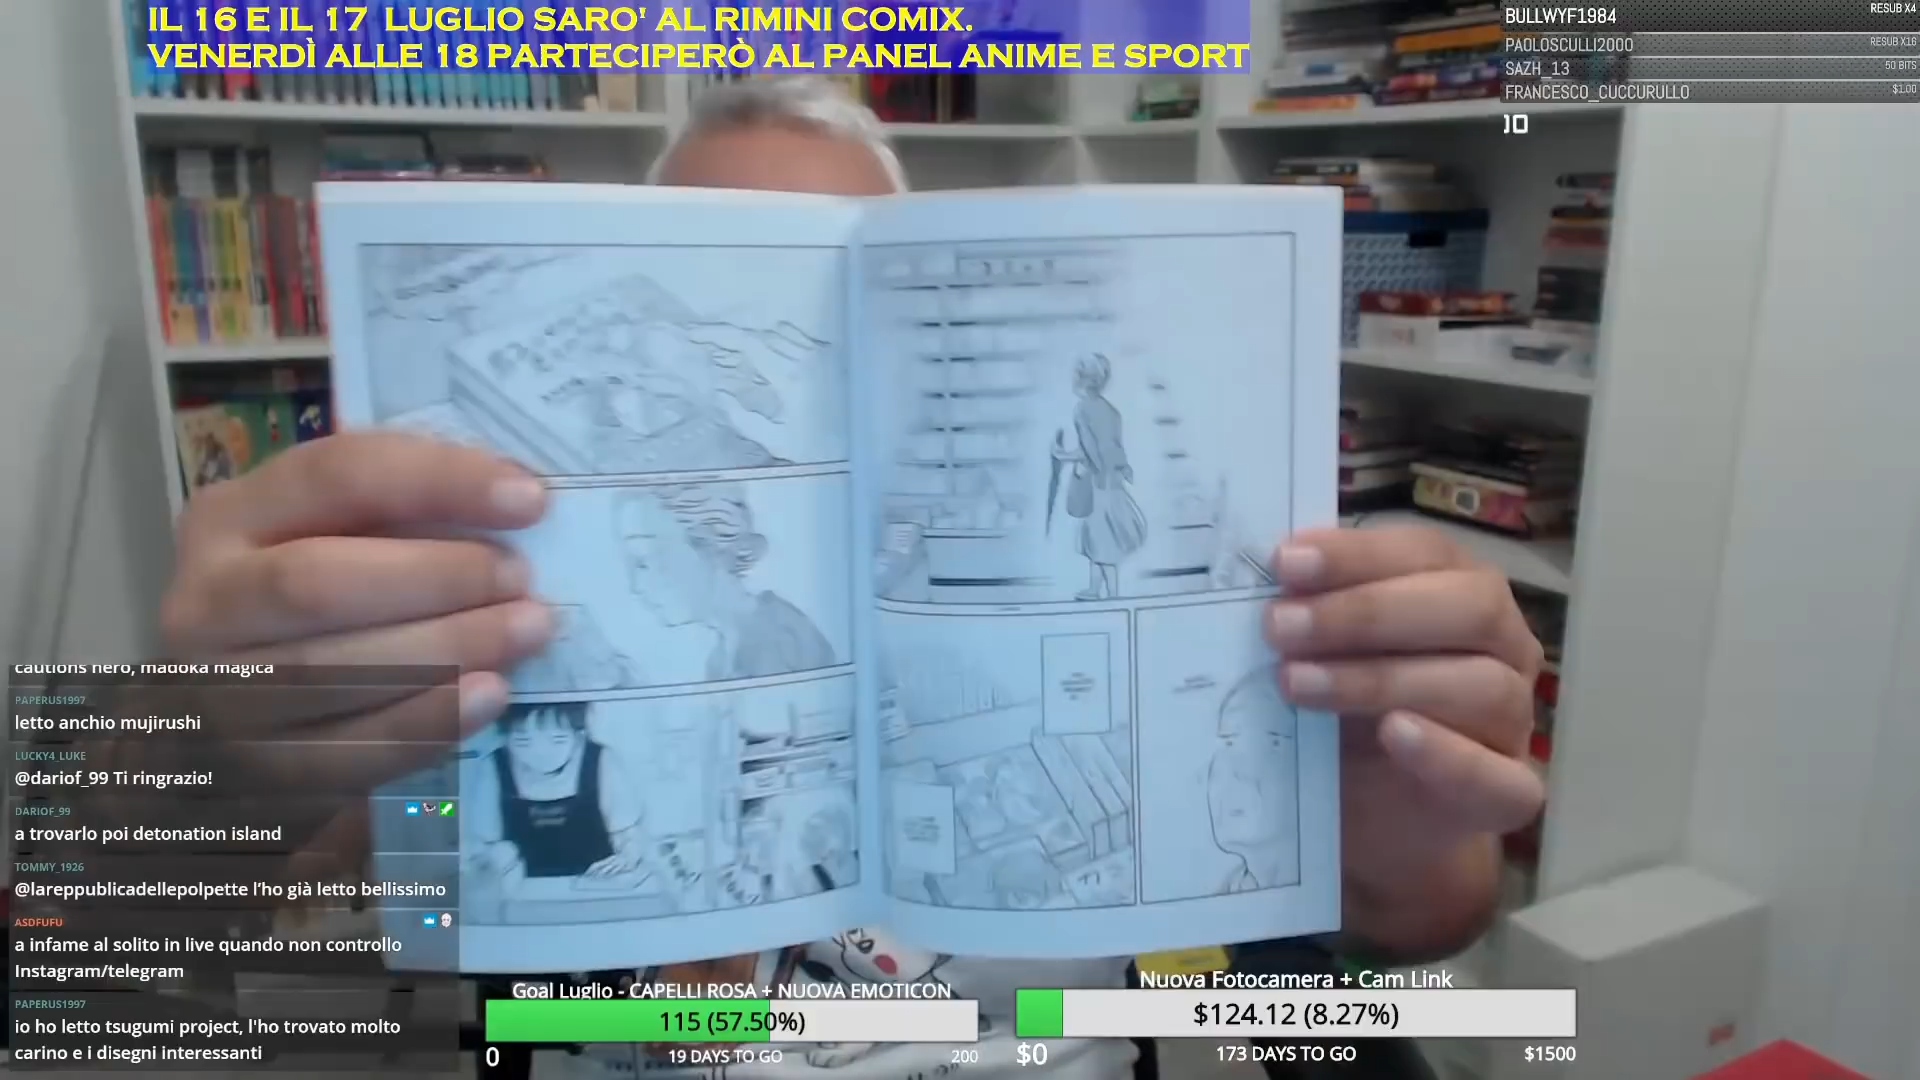 IL 16 E IL 17 LUGLIO SARO' AL RIMINI COMIX.
VENERDÌ ALLE 18 PARTECIPERÒ AL PANEL ANIME E SPORT
BULLWYF1984 RESUB X4
PAOLOSCULLI2000 RESUB X16
SAZH_13 50 BITS
FRANCESCO_CUCCURULLO $1.00
cautions nero, madoka magica
PAPERUS1997
letto anchio mujirushi
LUCKY4_LUKE
@dariof_99 Ti ringrazio!
DARIOF_99
a trovarlo poi detonation island
TOMMY_1926
@lareppublicadellepolpette l'ho già letto bellissimo
ASDFUFU
a infame al solito in live quando non controllo
Instagram/telegram
PAPERUS1997
io ho letto tsugumi project, l'ho trovato molto
carino e i disegni interessanti
Goal Luglio - CAPELLI ROSA + NUOVA EMOTICON
115 (57.50%)
0 19 DAYS TO GO 200
Nuova Fotocamera + Cam Link
$124.12 (8.27%)
$0 173 DAYS TO GO $1500